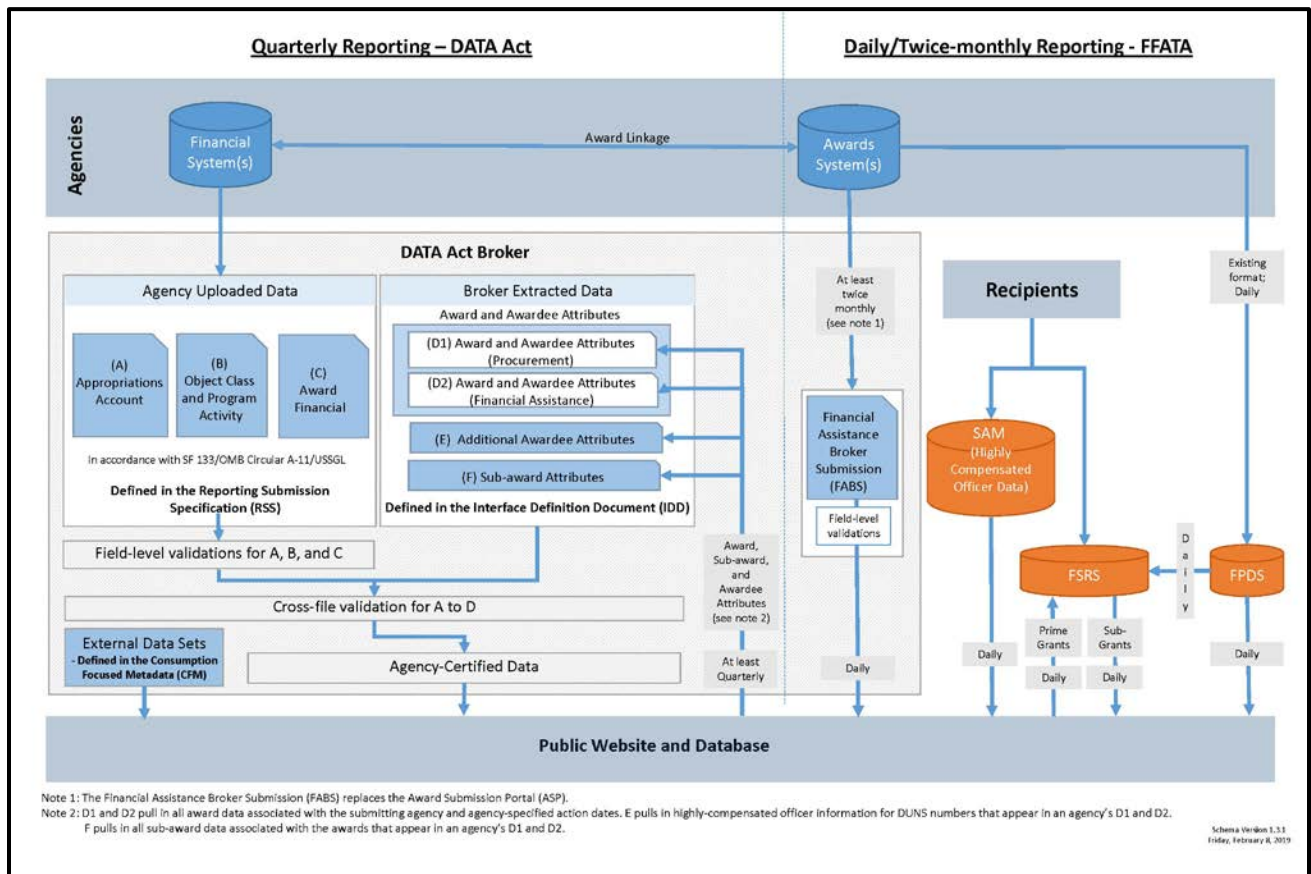 Quarterly Reporting – DATA Act
Daily/Twice-monthly Reporting - FFATA
Agencies
Financial
System(s)
Award Linkage
Awards
System(s)
DATA Act Broker
Agency Uploaded Data
(A)
Appropriations
Account
(B)
Object Class
and Program
Activity
(C)
Award
Financial
In accordance with SF 133/OMB Circular A-11/USSGL
Defined in the Reporting Submission
Specification (RSS)
Broker Extracted Data
Award and Awardee Attributes
(D1) Award and Awardee Attributes
(Procurement)
(D2) Award and Awardee Attributes
(Financial Assistance)
(E) Additional Awardee Attributes
(F) Sub-award Attributes
Defined in the Interface Definition Document (IDD)
Field-level validations for A, B, and C
Cross-file validation for A to D
External Data Sets
- Defined in the Consumption
Focused Metadata (CFM)
Agency-Certified Data
Award,
Sub-award,
and
Awardee
Attributes
(see note 2)
At least
Quarterly
At least
twice
monthly
(see note 1)
Financial
Assistance
Broker
Submission
(FABS)
Field-level
validations
Daily
Recipients
Existing
format;
Daily
SAM
(Highly
Compensated
Officer Data)
FSRS
Daily
FPDS
Daily
Prime
Grants
Daily
Sub-
Grants
Daily
Daily
Public Website and Database
Note 1: The Financial Assistance Broker Submission (FABS) replaces the Award Submission Portal (ASP).
Note 2: D1 and D2 pull in all award data associated with the submitting agency and agency-specified action dates. E pulls in highly-compensated officer information for DUNS numbers that appear in an agency's D1 and D2.
F pulls in all sub-award data associated with the awards that appear in an agency's D1 and D2.
Schema Version 1.3.1
Friday, February 8, 2019